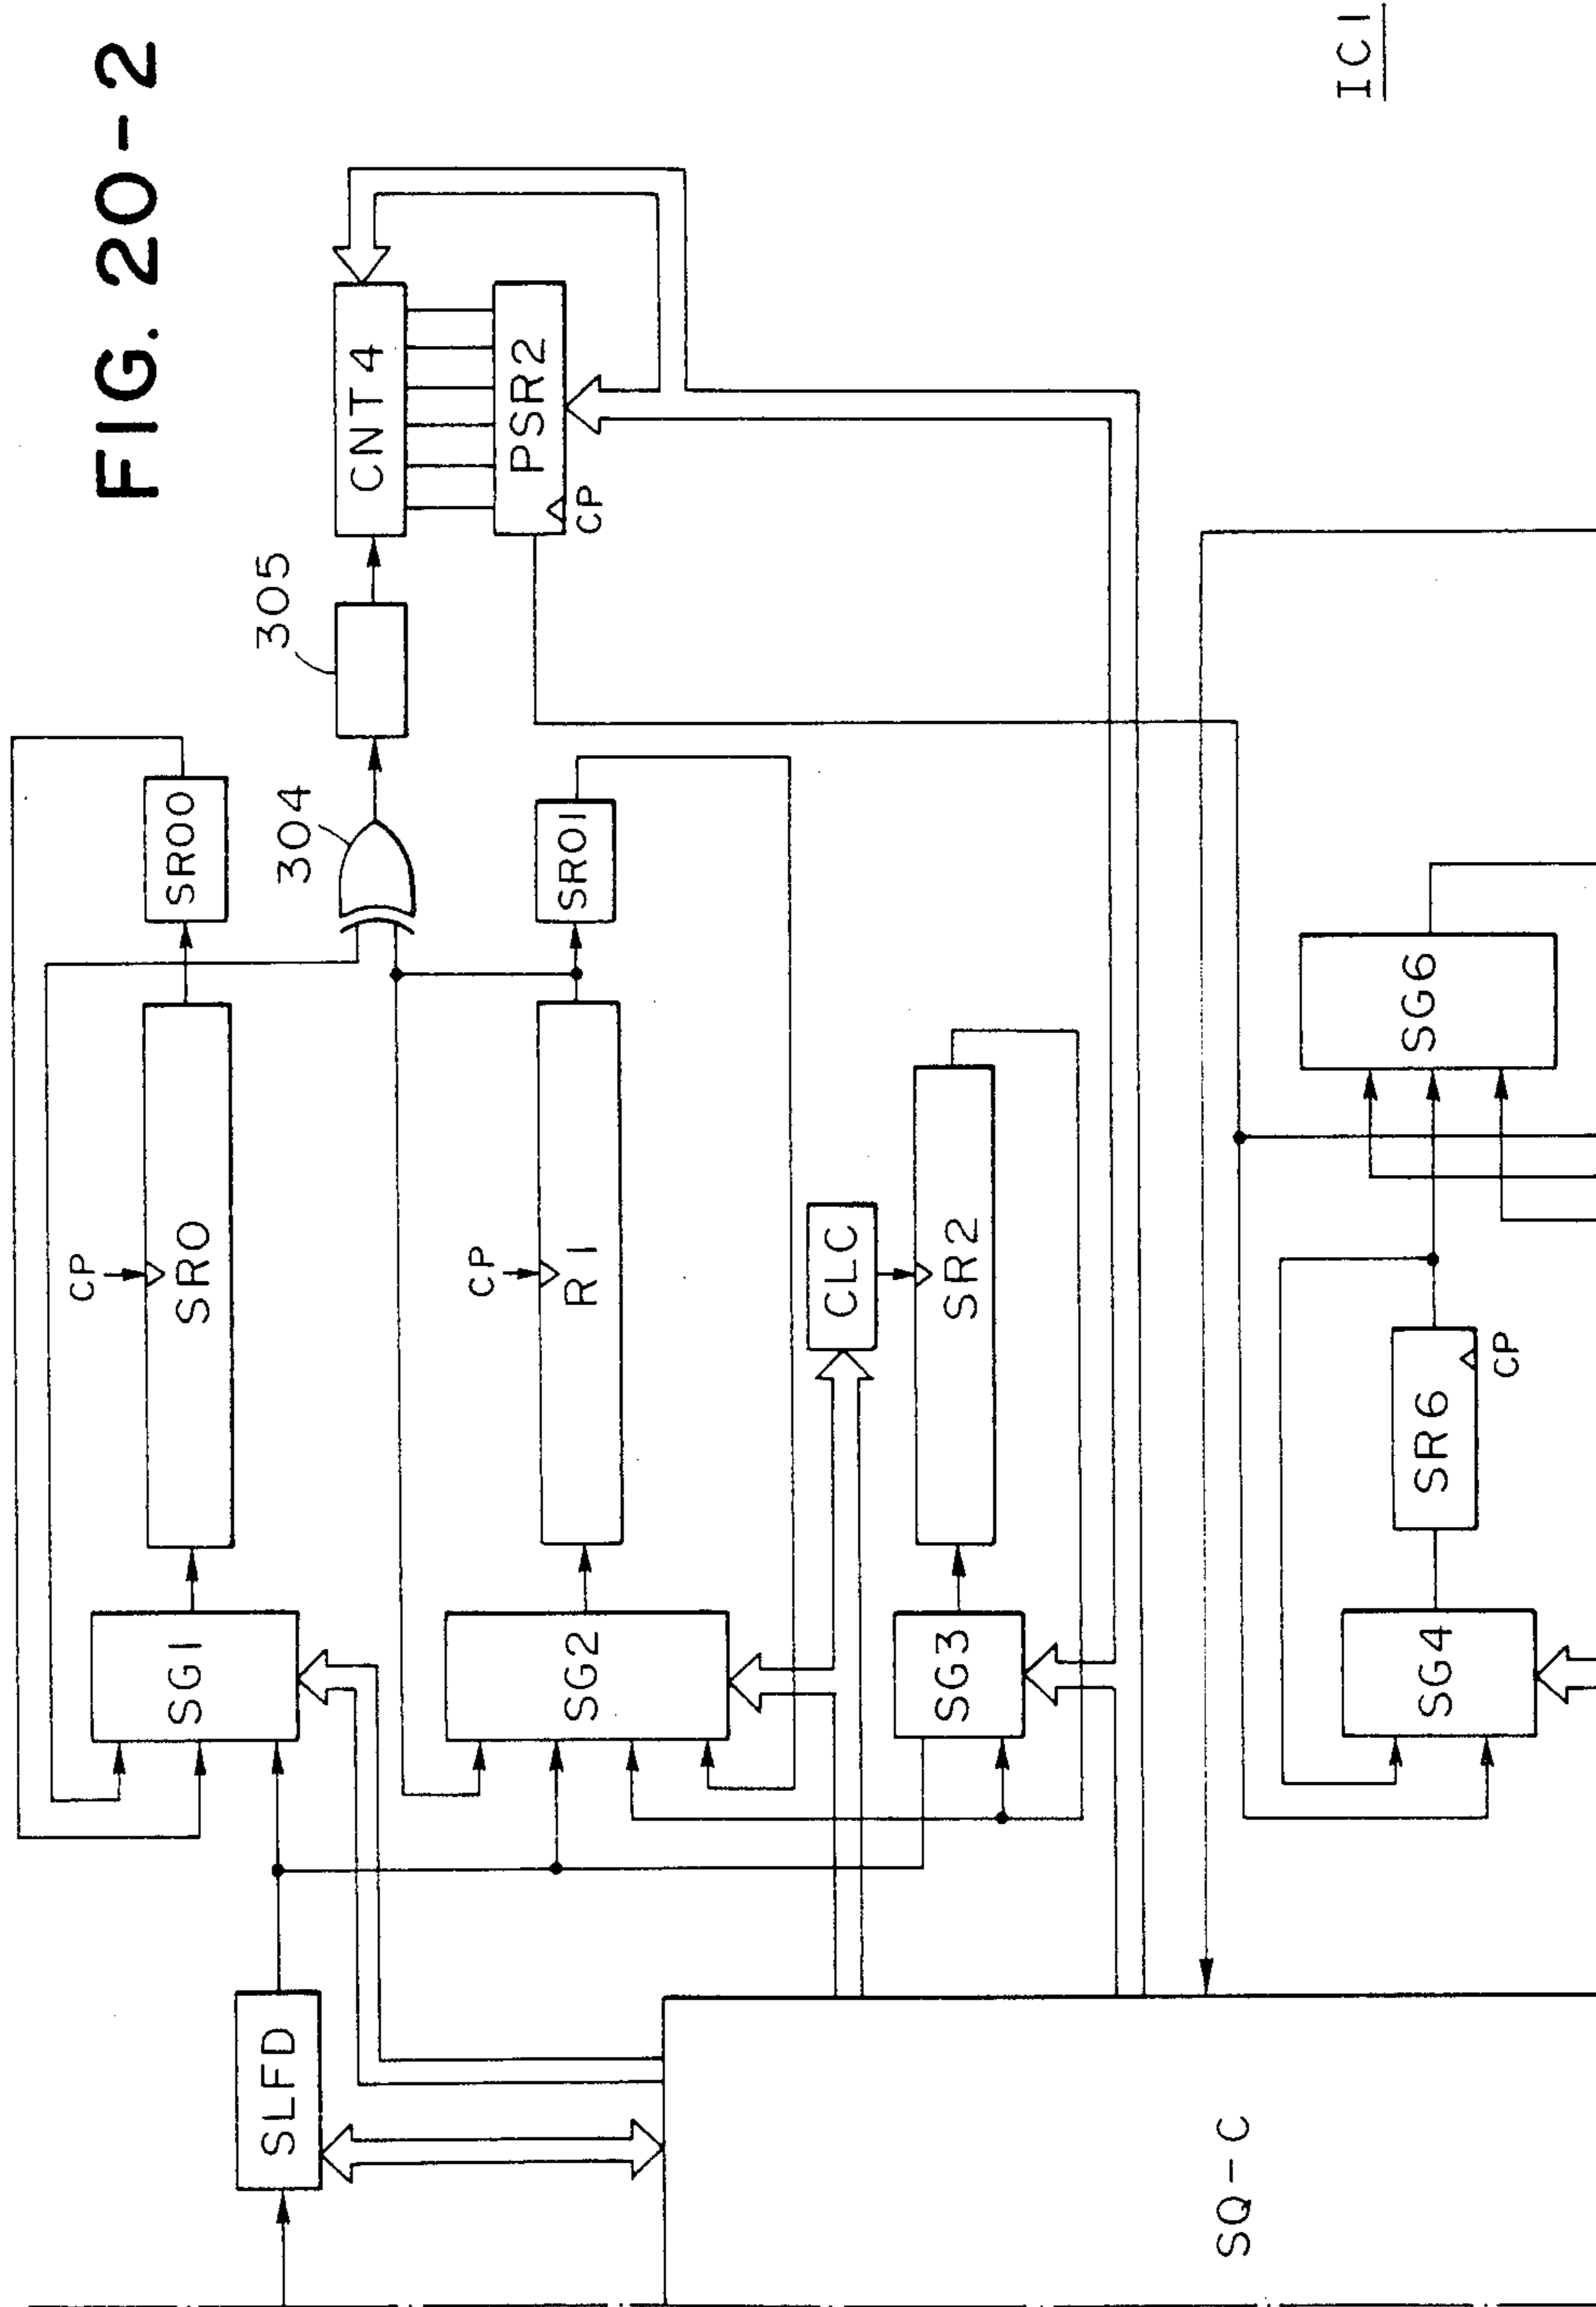 FIG. 20-2
IC1
305
CNT4
PSR2
CP
304
SR00
SR01
CP
SR0
CP
R1
CLC
SR2
SG1
SG2
SG3
SG6
SR6
CP
SG4
SLFD
SQ-C